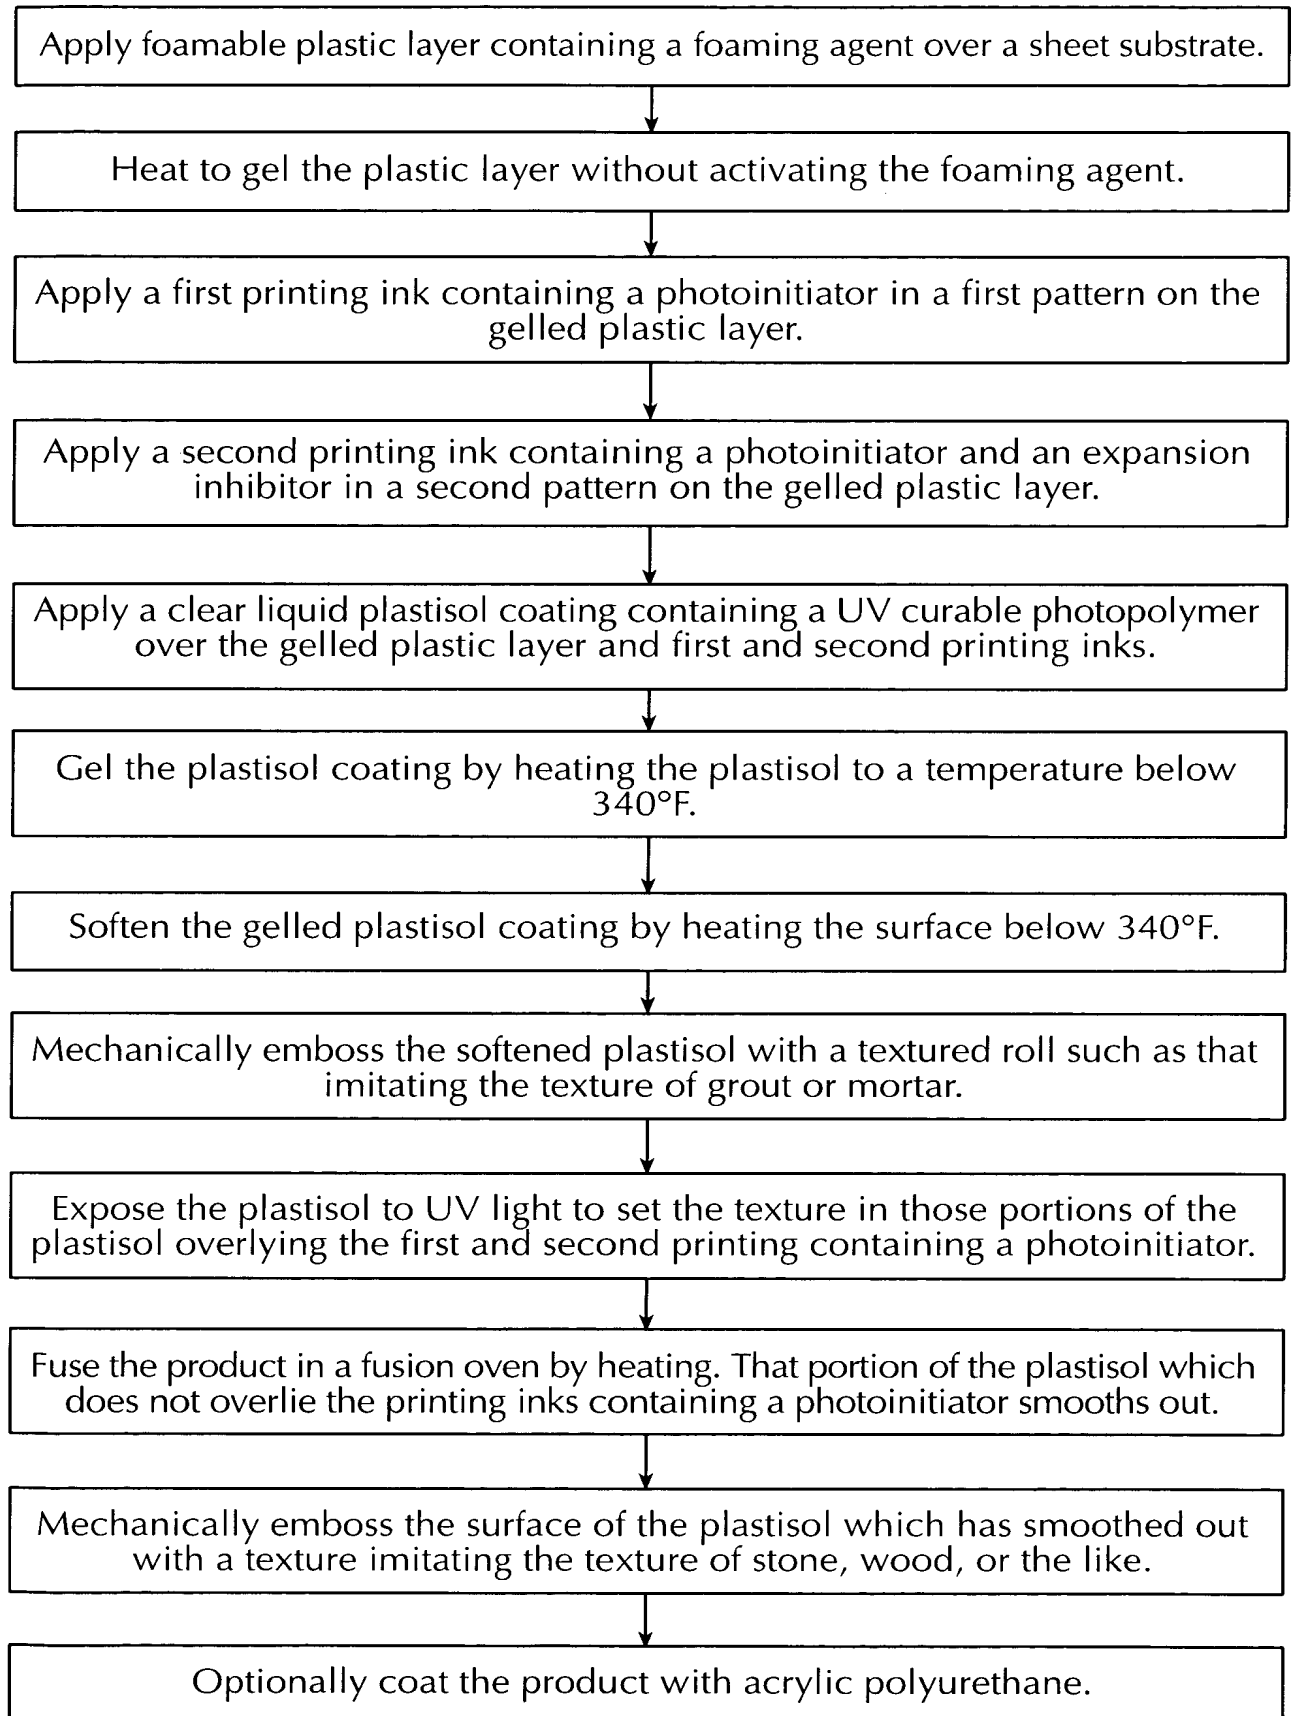 Apply foamable plastic layer containing a foaming agent over a sheet substrate.
Heat to gel the plastic layer without activating the foaming agent.
Apply a first printing ink containing a photoinitiator in a first pattern on the
gelled plastic layer.
Apply a second printing ink containing a photoinitiator and an expansion
inhibitor in a second pattern on the gelled plastic layer.
Apply a clear liquid plastisol coating containing a UV curable photopolymer
over the gelled plastic layer and first and second printing inks.
Gel the plastisol coating by heating the plastisol to a temperature below
340°F.
Soften the gelled plastisol coating by heating the surface below 340°F.
Mechanically emboss the softened plastisol with a textured roll such as that
imitating the texture of grout or mortar.
Expose the plastisol to UV light to set the texture in those portions of the
plastisol overlying the first and second printing containing a photoinitiator.
Fuse the product in a fusion oven by heating. That portion of the plastisol which
does not overlie the printing inks containing a photoinitiator smooths out.
Mechanically emboss the surface of the plastisol which has smoothed out
with a texture imitating the texture of stone, wood, or the like.
Optionally coat the product with acrylic polyurethane.